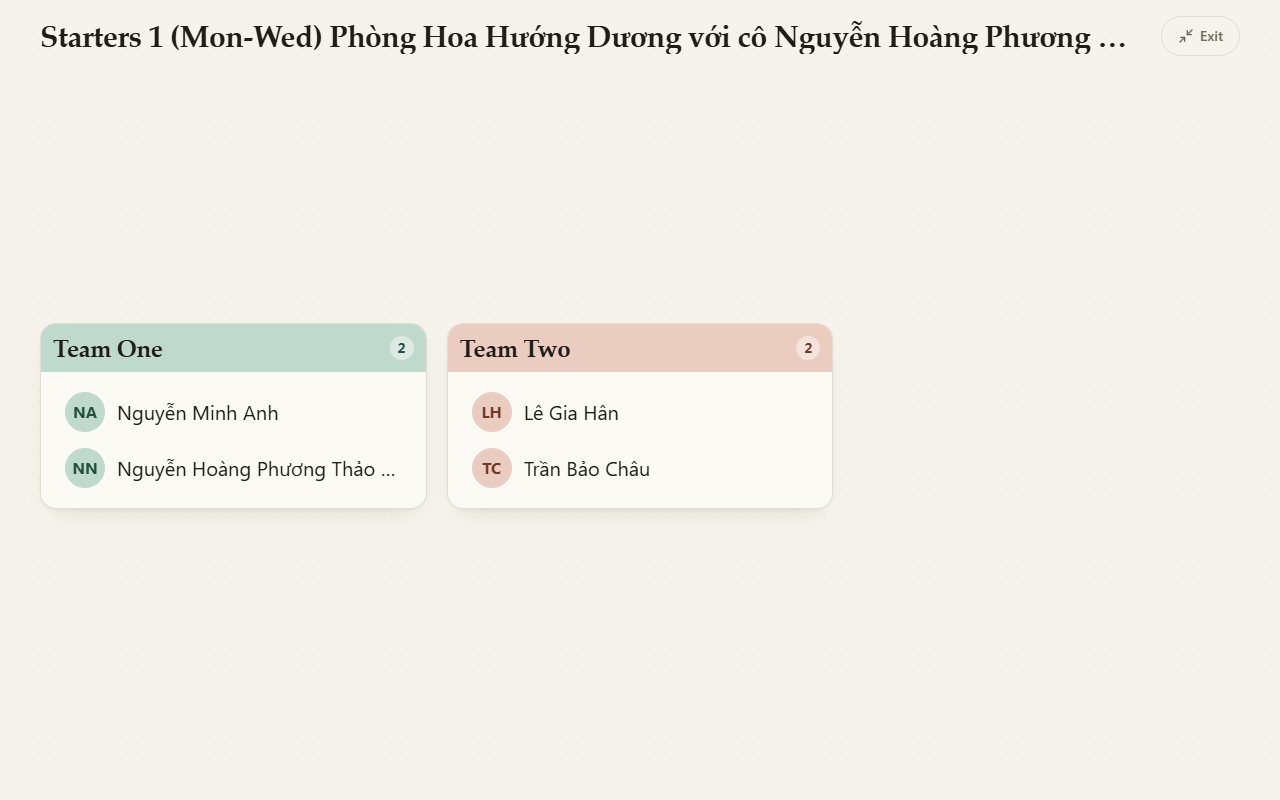 Starters 1 (Mon-Wed) Phòng Hoa Hướng Dương với cô Nguyễn Hoàng Phương …
Exit
Team One
2
NA
Nguyễn Minh Anh
NN
Nguyễn Hoàng Phương Thảo …
Team Two
2
LH
Lê Gia Hân
TC
Trần Bảo Châu